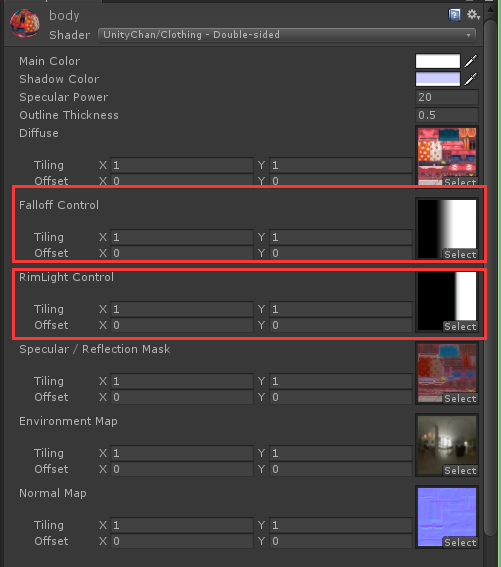 body
Shader UnityChan/Clothing - Double-sided
Main Color
Shadow Color
Specular Power 20
Outline Thickness 0.5
Diffuse
Tiling X 1 Y 1
Offset X 0 Y 0 Select
Falloff Control
Tiling X 1 Y 1
Offset X 0 Y 0 Select
RimLight Control
Tiling X 1 Y 1
Offset X 0 Y 0 Select
Specular / Reflection Mask
Tiling X 1 Y 1
Offset X 0 Y 0 Select
Environment Map
Tiling X 1 Y 1
Offset X 0 Y 0 Select
Normal Map
Tiling X 1 Y 1
Offset X 0 Y 0 Select